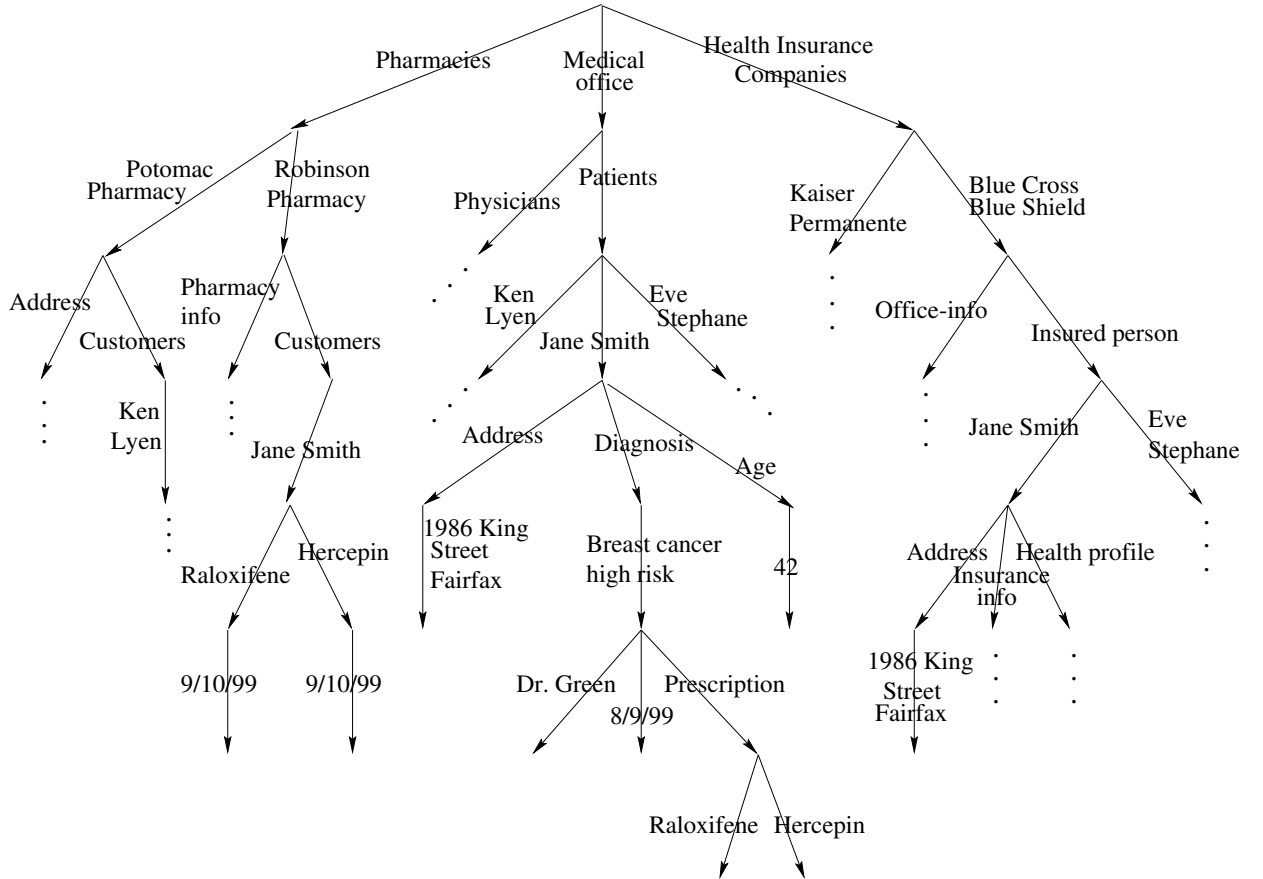 Pharmacies
Medical
office
Health Insurance
Companies
Potomac
Pharmacy
Robinson
Pharmacy
Physicians
Patients
Kaiser
Permanente
Blue Cross
Blue Shield
Address
Customers
Pharmacy
info
Customers
Ken
Lyen
Jane Smith
Eve
Stephane
Office-info
Insured person
Ken
Lyen
Jane Smith
Address
Diagnosis
Age
Jane Smith
Eve
Stephane
Raloxifene
Hercepin
1986 King
Street
Fairfax
Breast cancer
high risk
42
Address
Insurance
info
Health profile
9/10/99
9/10/99
Dr. Green
8/9/99
Prescription
1986 King
Street
Fairfax
Raloxifene
Hercepin